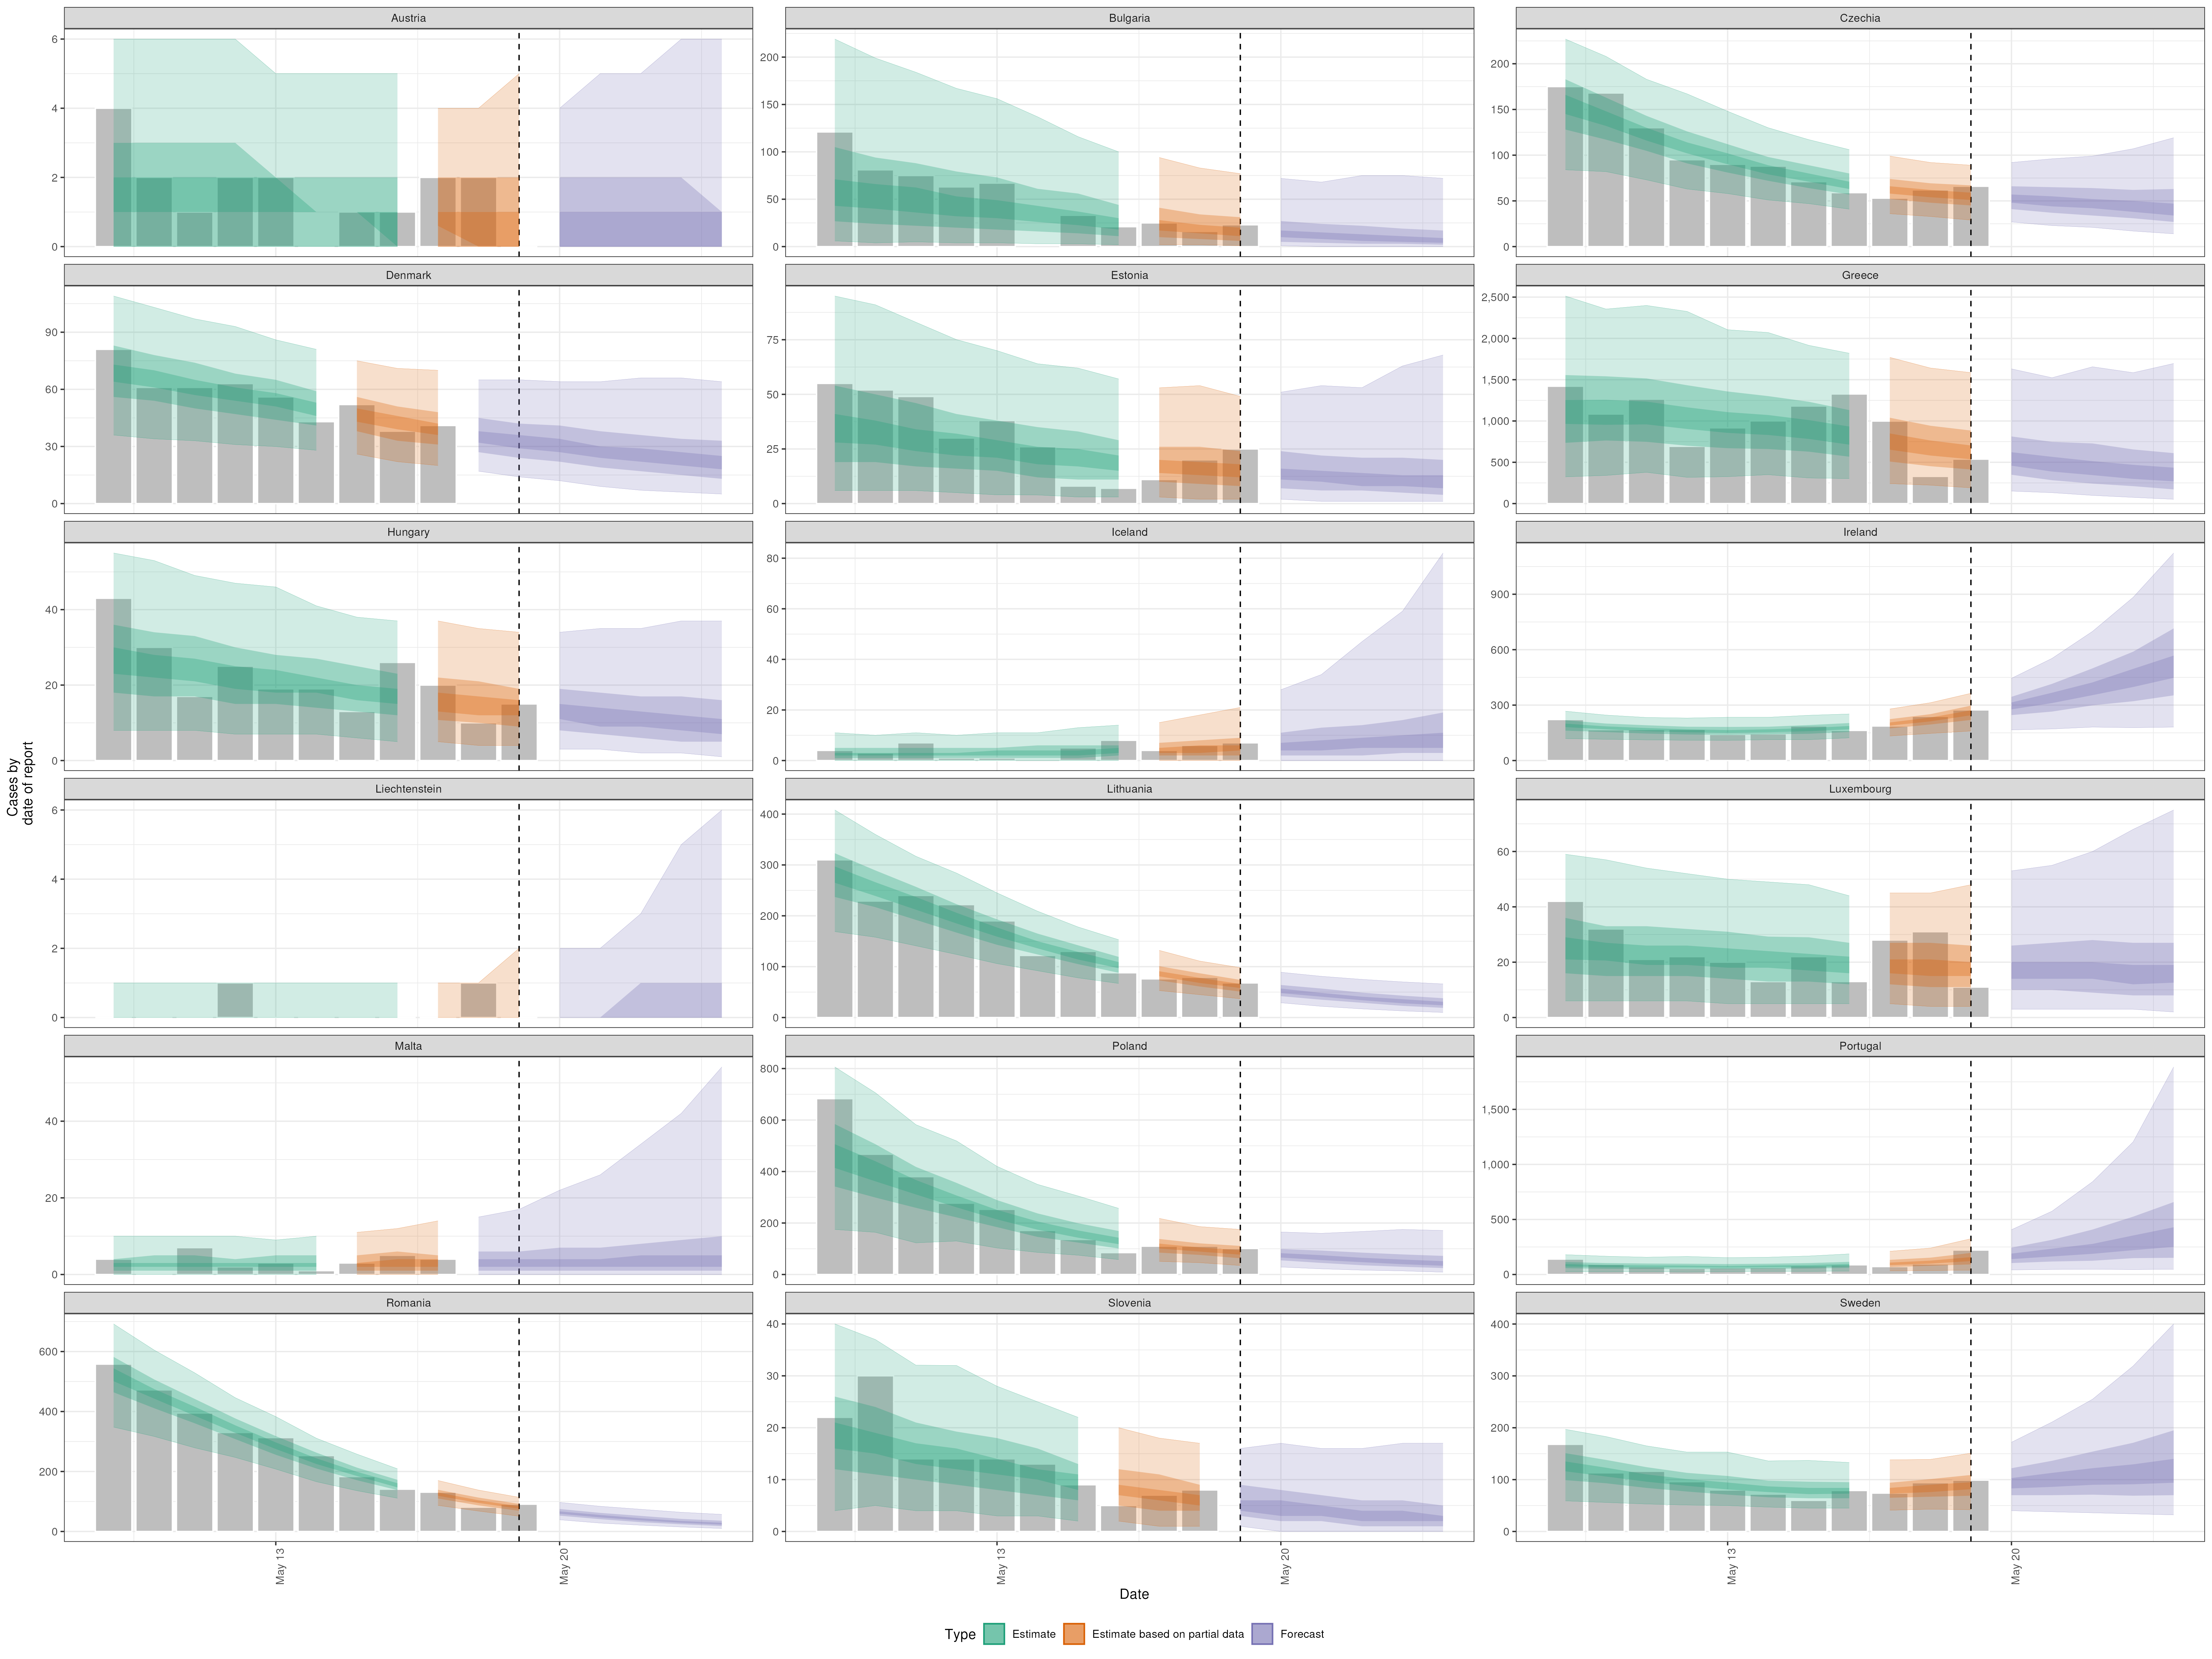 Austria
Bulgaria
Czechia
6
4
2
0
200
150
100
50
0
200
150
100
50
0
Denmark
Estonia
Greece
90
60
30
0
75
50
25
0
2,500
2,000
1,500
1,000
500
0
Hungary
Iceland
Ireland
40
20
0
80
60
40
20
0
900
600
300
0
Cases by
date of report
Liechtenstein
Lithuania
Luxembourg
6
4
2
0
400
300
200
100
0
60
40
20
0
Malta
Poland
Portugal
40
20
0
800
600
400
200
0
1,500
1,000
500
0
Romania
Slovenia
Sweden
600
400
200
0
40
30
20
10
0
400
300
200
100
0
May 13
May 20
May 13
May 20
May 13
May 20
Date
Type Estimate Estimate based on partial data Forecast